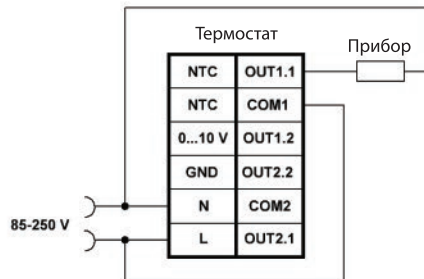 Термостат
Прибор
NTC OUT1.1
NTC COM1
0...10 V OUT1.2
GND OUT2.2
N COM2
85-250 V
L OUT2.1